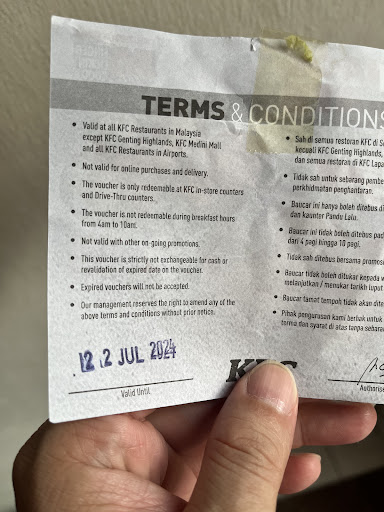 TERMS & CONDITIONS
• Valid at all KFC Restaurants in Malaysia
except KFC Genting Highlands, KFC Medini Mall
and all KFC Restaurants in Airports.
• Not valid for online purchases and delivery.
• The voucher is only redeemable at KFC in-store counters
and Drive-Thru counters.
• The voucher is not redeemable during breakfast hours
from 4am to 10am.
• Not valid with other on-going promotions.
• This voucher is strictly not exchangeable for cash or
revalidation of expired date on the voucher.
• Expired vouchers will not be accepted.
• Our management reserves the right to amend any of the
above terms and conditions without prior notice.
22 JUL 2024
Valid Until
• Sah di semua restoran KFC di
kecuali KFC Genting Highlands,
dan semua restoran di KFC
• Tidak sah untuk sebarang
perkhidmatan penghantaran.
• Baucar ini hanya boleh ditebus
dan kaunter Pandu Lalu.
• Baucar ini tidak boleh ditebus
dari 4 pagi hingga 10 pagi.
• Tidak sah ditebus bersama
• Baucar tidak boleh ditukar kepada
melanjutkan / menukar tarikh luput
• Baucar tamat tempoh tidak akan
• Pihak pengurusan kami berhak untuk
terma dan syarat di atas tanpa
KFC